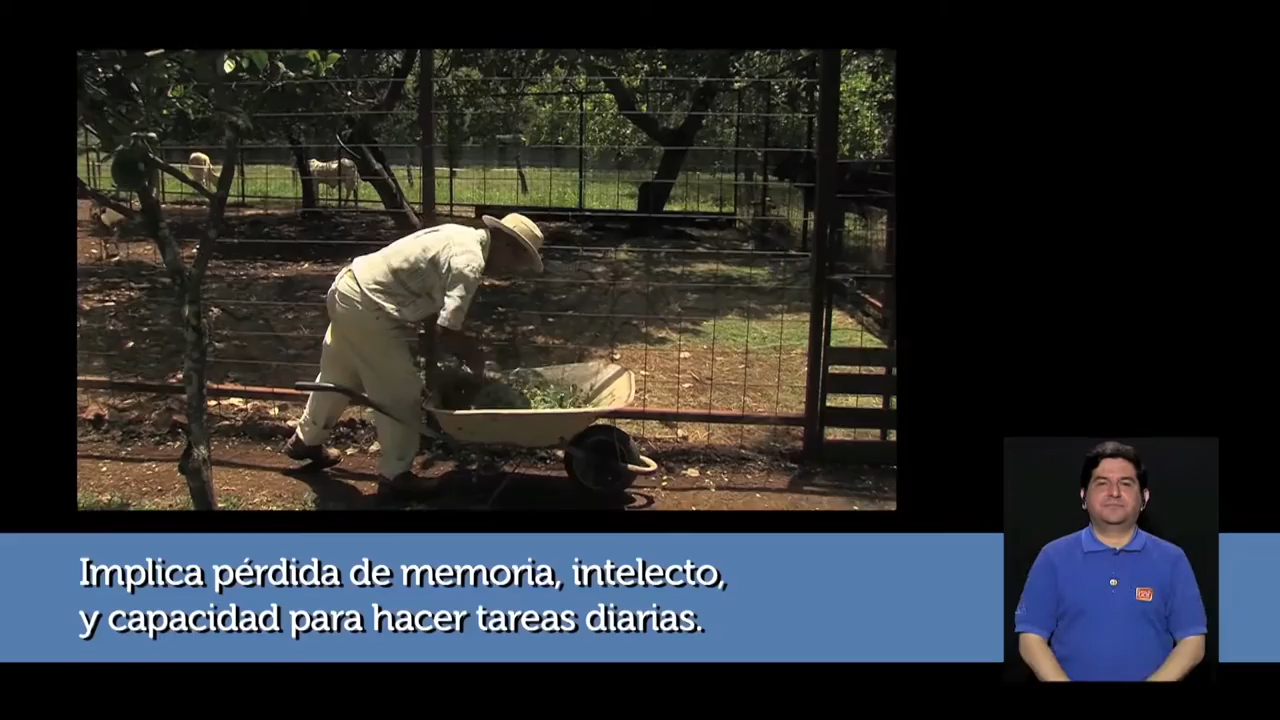 Implica pérdida de memoria, intelecto,
y capacidad para hacer tareas diarias.